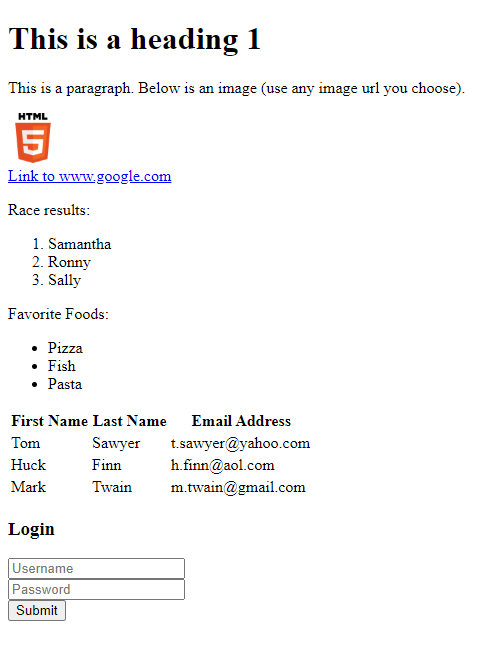 This is a heading 1
This is a paragraph. Below is an image (use any image url you choose).
HTML
5
Link to www.google.com
Race results:
1. Samantha
2. Ronny
3. Sally
Favorite Foods:
• Pizza
• Fish
• Pasta
First Name Last Name Email Address
Tom Sawyer t.sawyer@yahoo.com
Huck Finn h.finn@aol.com
Mark Twain m.twain@gmail.com
Login
Username
Password
Submit